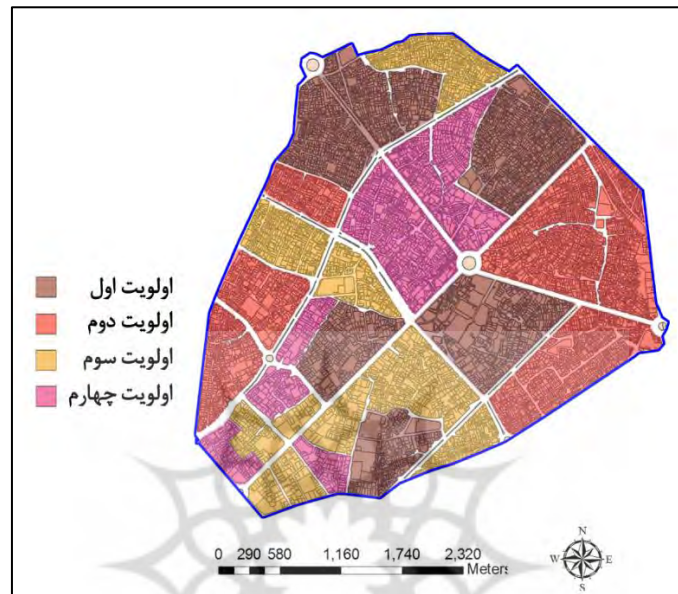 اولویت اول
اولویت دوم
اولویت سوم
اولویت چهارم
0 290 580 1,160 1,740 2,320
Meters
N
W E
S